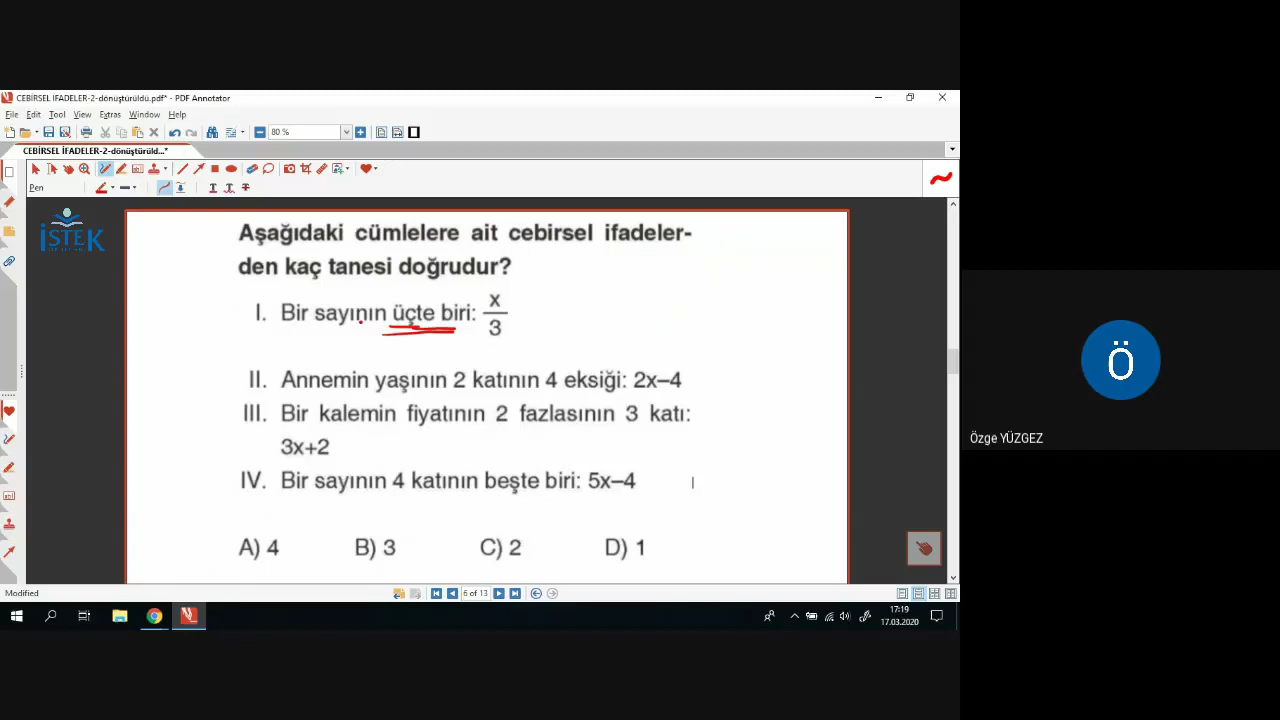 CEBİRSEL İFADELER-2-dönüştürüldü.pdf* - PDF Annotator
File Edit Tool View Extras Window Help
80 %
CEBİRSEL İFADELER-2-dönüştürüld...*
Pen
İSTEK
Aşağıdaki cümlelere ait cebirsel ifadeler-
den kaç tanesi doğrudur?
I. Bir sayının üçte biri: x/3
II. Annemin yaşının 2 katının 4 eksiği: 2x–4
III. Bir kalemin fiyatının 2 fazlasının 3 katı:
3x+2
IV. Bir sayının 4 katının beşte biri: 5x–4
A) 4 B) 3 C) 2 D) 1
Modified
6 of 13
17:19
17.03.2020
Ö
Özge YÜZGEZ